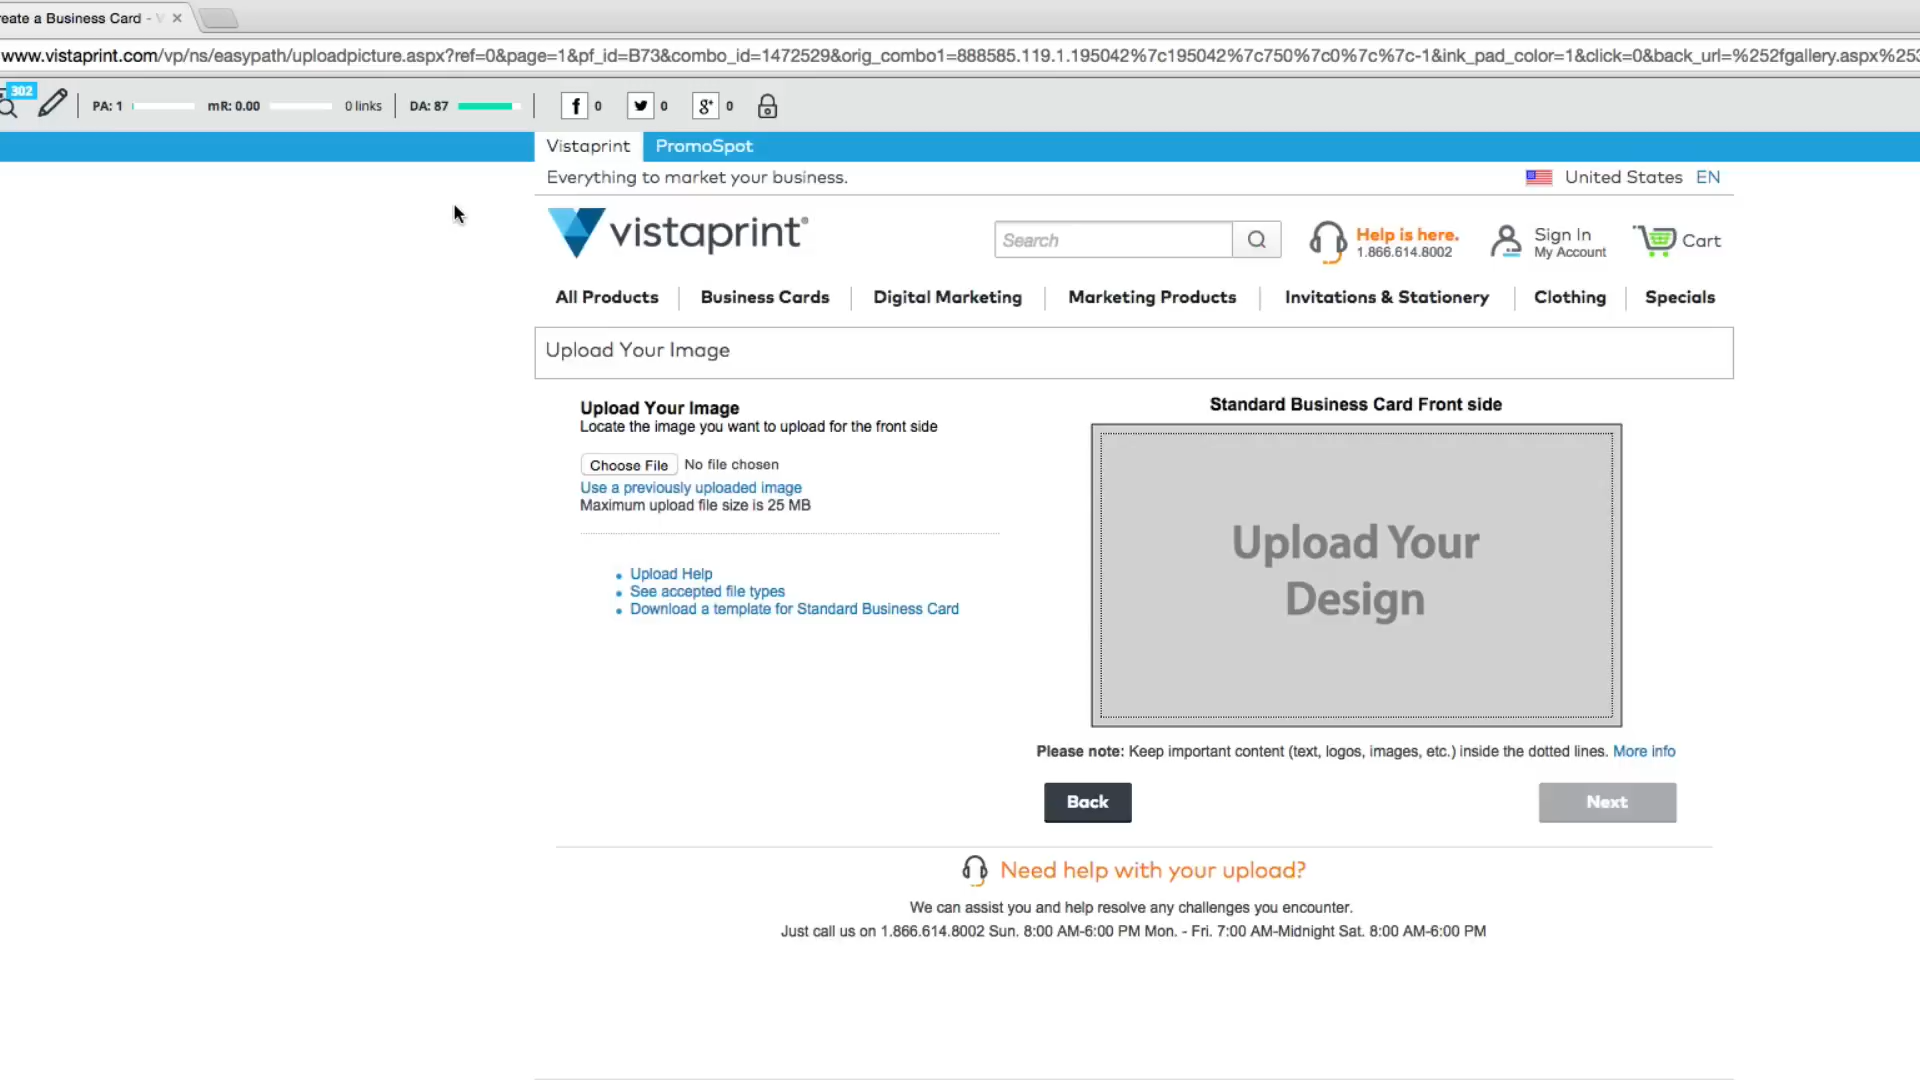 eate a Business Card -
www.vistaprint.com/vp/ns/easypath/uploadpicture.aspx?ref=0&page=1&pf_id=B73&combo_id=1472529&orig_combo1=888585.119.1.195042%7c195042%7c750%7c0%7c%7c-1&ink_pad_color=1&click=0&back_url=%252fgallery.aspx%253
302 PA: 1 mR: 0.00 0 links DA: 87 f 0 0 g+ 0
Vistaprint PromoSpot
Everything to market your business. United States EN
vistaprint® Search Help is here. Sign In Cart
1.866.614.8002 My Account
All Products Business Cards Digital Marketing Marketing Products Invitations & Stationery Clothing Specials
Upload Your Image
Upload Your Image
Locate the image you want to upload for the front side
Choose File No file chosen
Use a previously uploaded image
Maximum upload file size is 25 MB
Upload Help
See accepted file types
Download a template for Standard Business Card
Standard Business Card Front side
Upload Your
Design
Please note: Keep important content (text, logos, images, etc.) inside the dotted lines. More info
Back Next
Need help with your upload?
We can assist you and help resolve any challenges you encounter.
Just call us on 1.866.614.8002 Sun. 8:00 AM-6:00 PM Mon. - Fri. 7:00 AM-Midnight Sat. 8:00 AM-6:00 PM